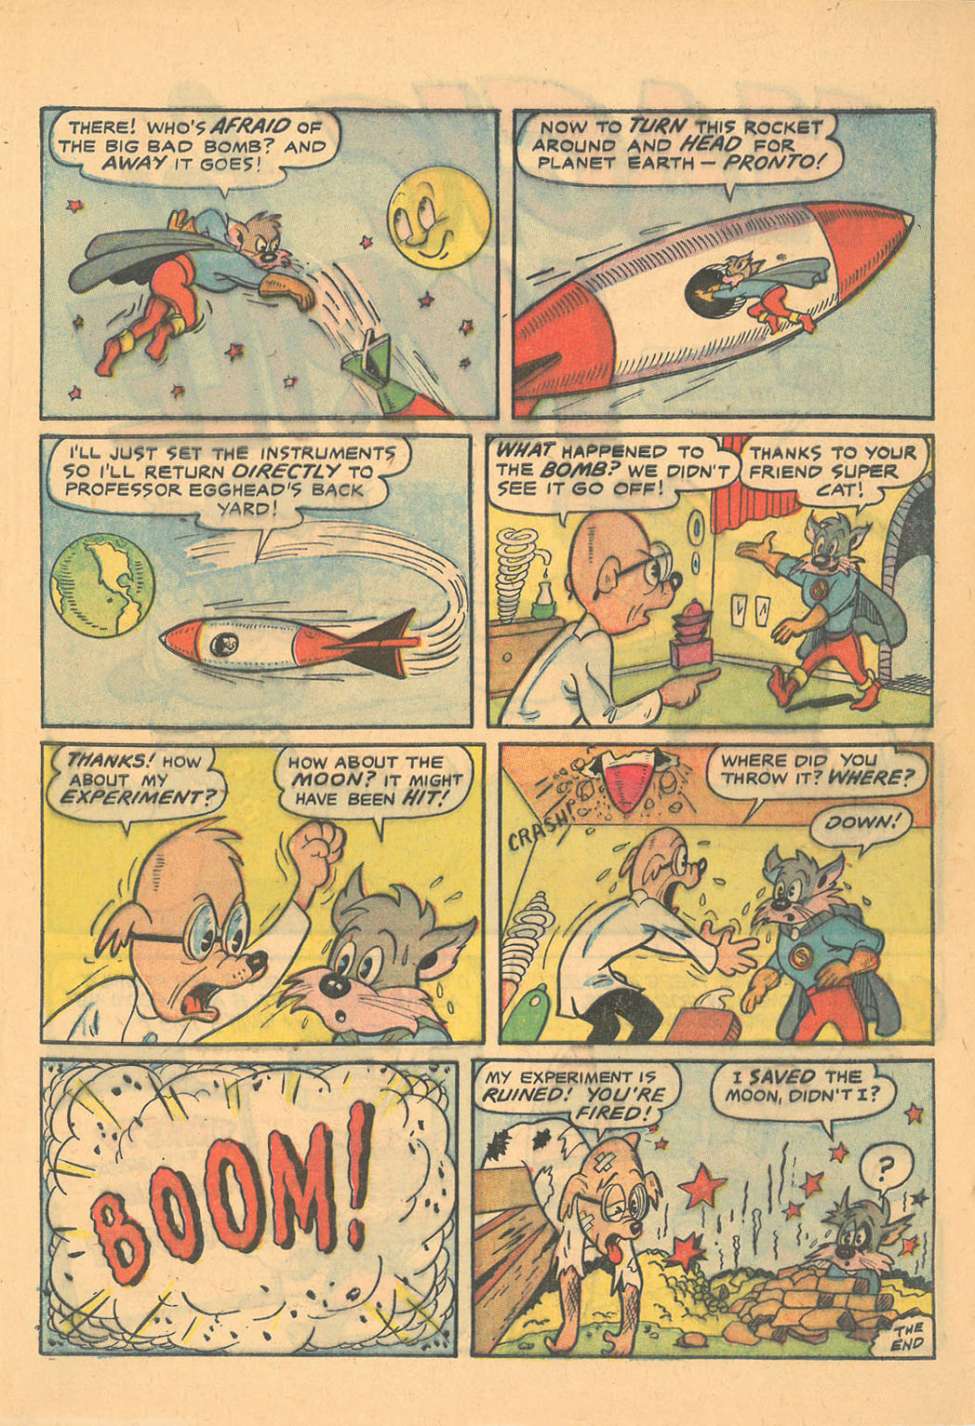 THERE! WHO'S AFRAID OF
THE BIG BAD BOMB? AND
AWAY IT GOES!
NOW TO TURN THIS ROCKET
AROUND AND HEAD FOR
PLANET EARTH — PRONTO!
I'LL JUST SET THE INSTRUMENTS
SO I'LL RETURN DIRECTLY TO
PROFESSOR EGGHEAD'S BACK
YARD!
WHAT HAPPENED TO
THE BOMB? WE DIDN'T
SEE IT GO OFF!
THANKS TO YOUR
FRIEND SUPER
CAT!
S
THANKS! HOW
ABOUT MY
EXPERIMENT?
HOW ABOUT THE
MOON? IT MIGHT
HAVE BEEN HIT!
CRASH!
WHERE DID YOU
THROW IT? WHERE?
DOWN!
S
BOOM!
MY EXPERIMENT IS
RUINED! YOU'RE
FIRED!
I SAVED THE
MOON, DIDN'T I?
?
THE
END